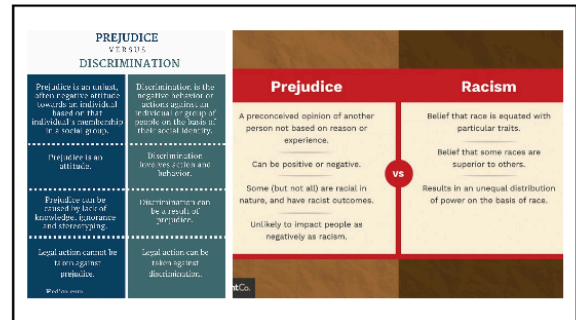 PREJUDICE
VERSUS
DISCRIMINATION
Prejudice is an unjust,
often negative attitude
towards an individual
based on that
individual's membership
in a social group.
Discrimination is the
negative behavior or
actions against an
individual or group of
people on the basis of
their social identity.
Prejudice is an
attitude.
Discrimination
involves action and
behavior.
Prejudice can be
caused by lack of
knowledge, ignorance
and stereotyping.
Discrimination can
be a result of
prejudice.
Legal action cannot be
taken against
prejudice.
Legal action can be
taken against
discrimination.
Prejudice
A preconceived opinion of another
person not based on reason or
experience.
Can be positive or negative.
Some (but not all) are racial in
nature, and have racist outcomes.
Unlikely to impact people as
negatively as racism.
vs
Racism
Belief that race is equated with
particular traits.
Belief that some races are
superior to others.
Results in an unequal distribution
of power on the basis of race.
ntCo.